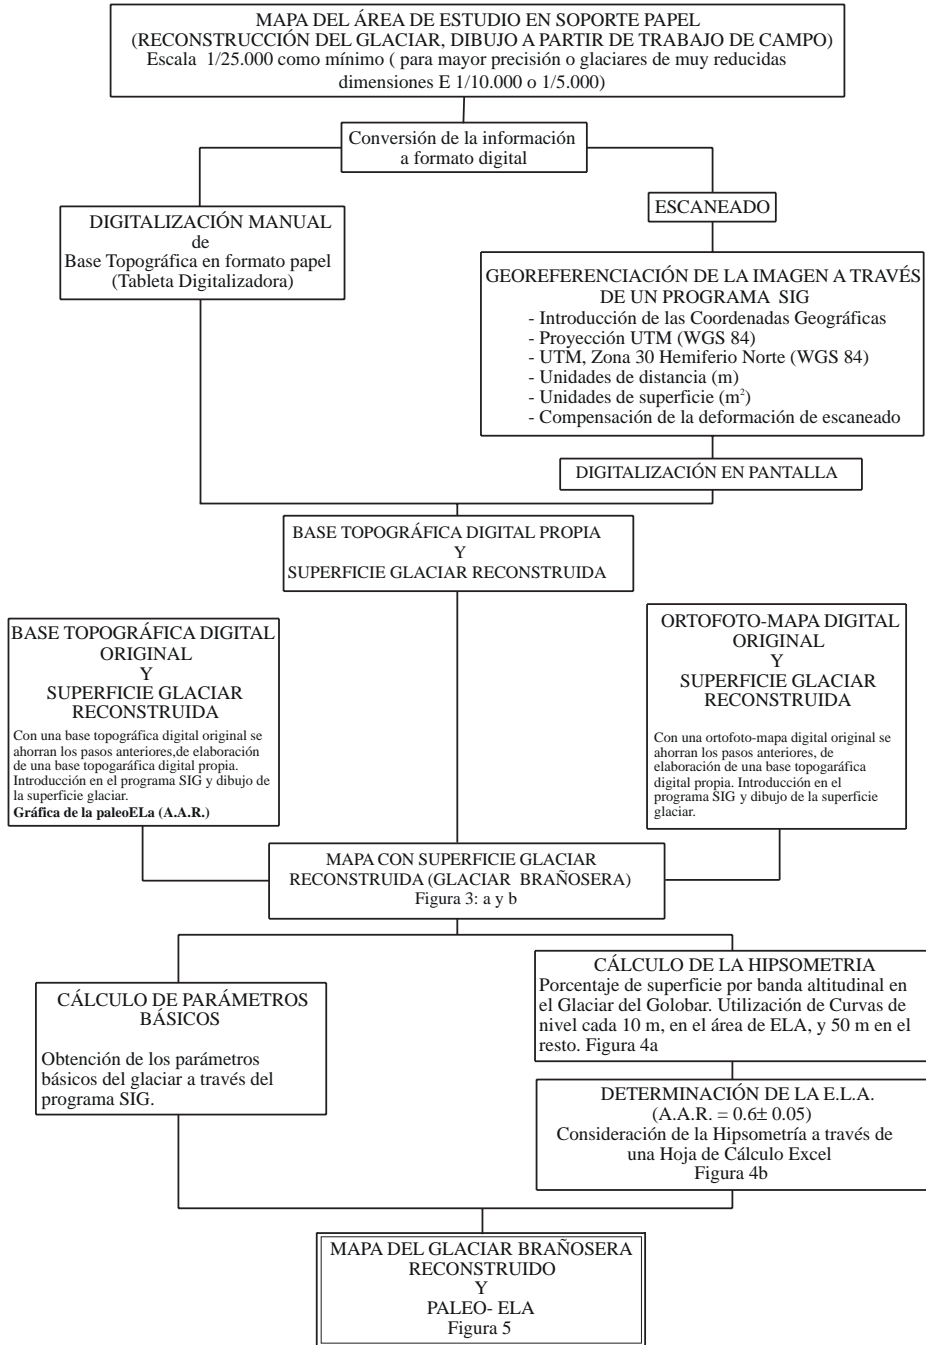 MAPA DEL ÁREA DE ESTUDIO EN SOPORTE PAPEL
(RECONSTRUCCIÓN DEL GLACIAR, DIBUJO A PARTIR DE TRABAJO DE CAMPO)
Escala 1/25.000 como mínimo ( para mayor precisión o glaciares de muy reducidas
dimensiones E 1/10.000 o 1/5.000)
Conversión de la información
a formato digital
DIGITALIZACIÓN MANUAL
de
Base Topográfica en formato papel
(Tableta Digitalizadora)
ESCANEADO
GEOREFERENCIACIÓN DE LA IMAGEN A TRAVÉS
DE UN PROGRAMA SIG
- Introducción de las Coordenadas Geográficas
- Proyección UTM (WGS 84)
- UTM, Zona 30 Hemiferio Norte (WGS 84)
- Unidades de distancia (m)
- Unidades de superficie (m²)
- Compensación de la deformación de escaneado
DIGITALIZACIÓN EN PANTALLA
BASE TOPOGRÁFICA DIGITAL PROPIA
Y
SUPERFICIE GLACIAR RECONSTRUIDA
BASE TOPOGRÁFICA DIGITAL
ORIGINAL
Y
SUPERFICIE GLACIAR
RECONSTRUIDA
Con una base topográfica digital original se
ahorran los pasos anteriores,de elaboración
de una base topogaráfica digital propia.
Introducción en el programa SIG y dibujo de
la superficie glaciar.
Gráfica de la paleoELa (A.A.R.)
ORTOFOTO-MAPA DIGITAL
ORIGINAL
Y
SUPERFICIE GLACIAR
RECONSTRUIDA
Con una ortofoto-mapa digital original se
ahorran los pasos anteriores, de
elaboración de una base topogaráfica
digital propia. Introducción en el
programa SIG y dibujo de la superficie
glaciar.
MAPA CON SUPERFICIE GLACIAR
RECONSTRUIDA (GLACIAR BRAÑOSERA)
Figura 3: a y b
CÁLCULO DE PARÁMETROS
BÁSICOS
Obtención de los parámetros
básicos del glaciar a través del
programa SIG.
CÁLCULO DE LA HIPSOMETRIA
Porcentaje de superficie por banda altitudinal en
el Glaciar del Golobar. Utilización de Curvas de
nivel cada 10 m, en el área de ELA, y 50 m en el
resto. Figura 4a
DETERMINACIÓN DE LA E.L.A.
(A.A.R. = 0.6± 0.05)
Consideración de la Hipsometría a través de
una Hoja de Cálculo Excel
Figura 4b
MAPA DEL GLACIAR BRAÑOSERA
RECONSTRUIDO
Y
PALEO- ELA
Figura 5